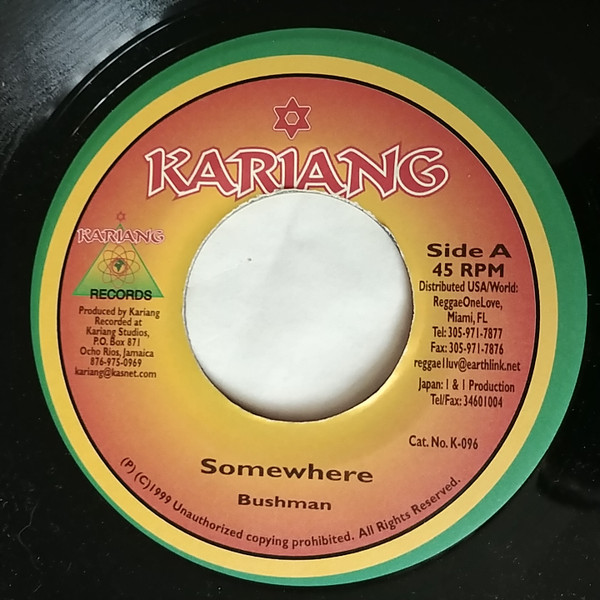 KARIANG
KARIANG
RECORDS
Produced by Kariang
Recorded at
Kariang Studios,
P.O. Box 871
Ocho Rios, Jamaica
876-975-0969
kariang@kasnet.com
Side A
45 RPM
Distributed USA/World:
ReggaeOneLove,
Miami, FL
Tel: 305-971-7877
Fax: 305-971-7876
reggae1luv@earthlink.net
Japan: I & I Production
Tel/Fax: 34601004
Cat. No. K-096
Somewhere
Bushman
(P) (C)1999 Unauthorized copying prohibited. All Rights Reserved.